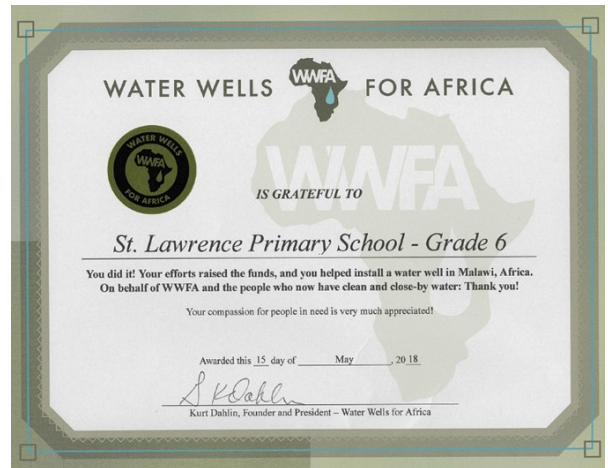 WATER WELLS WWFA FOR AFRICA
WATER WELLS
WWFA
FOR AFRICA
WWFA
IS GRATEFUL TO
St. Lawrence Primary School - Grade 6
You did it! Your efforts raised the funds, and you helped install a water well in Malawi, Africa.
On behalf of WWFA and the people who now have clean and close-by water: Thank you!
Your compassion for people in need is very much appreciated!
Awarded this 15 day of May, 20 18
S K Dahlin
Kurt Dahlin, Founder and President – Water Wells for Africa